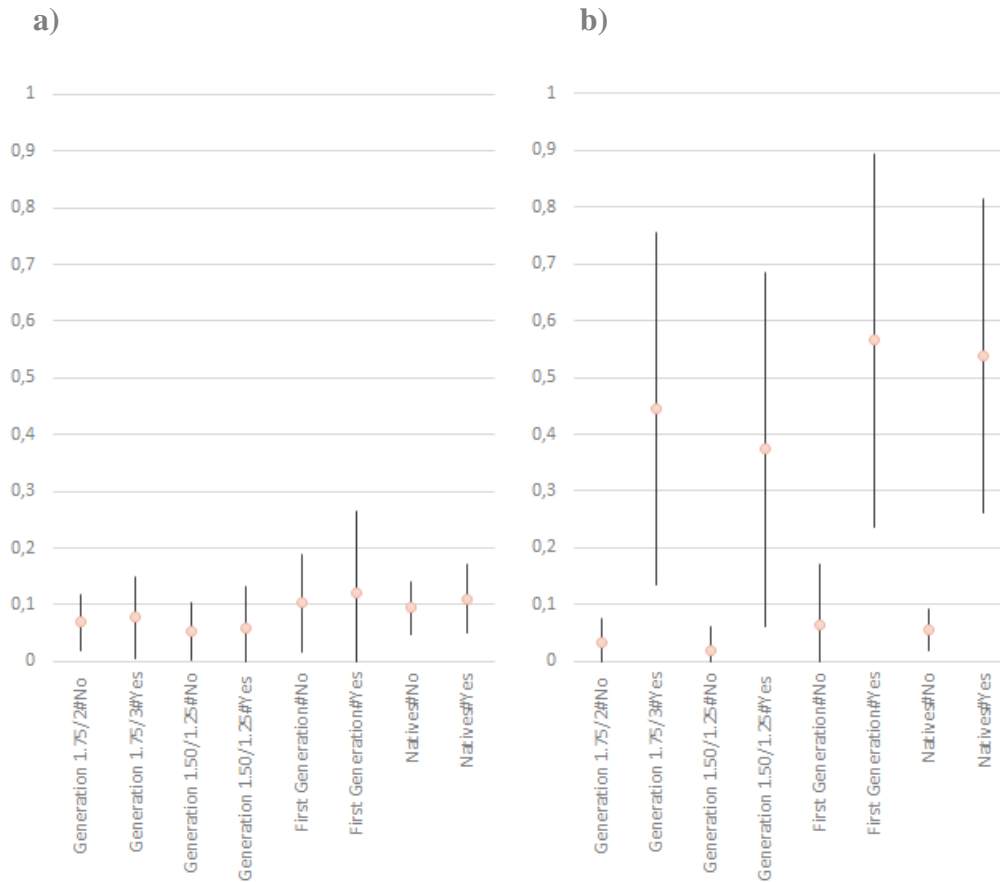 a)
1
0,9
0,8
0,7
0,6
0,5
0,4
0,3
0,2
0,1
0
Generation 1.75/2#No
Generation 1.75/3#Yes
Generation 1.50/1.25#No
Generation 1.50/1.25#Yes
First Generation#No
First Generation#Yes
Natives#No
Natives#Yes
b)
1
0,9
0,8
0,7
0,6
0,5
0,4
0,3
0,2
0,1
0
Generation 1.75/2#No
Generation 1.75/3#Yes
Generation 1.50/1.25#No
Generation 1.50/1.25#Yes
First Generation#No
First Generation#Yes
Natives#No
Natives#Yes